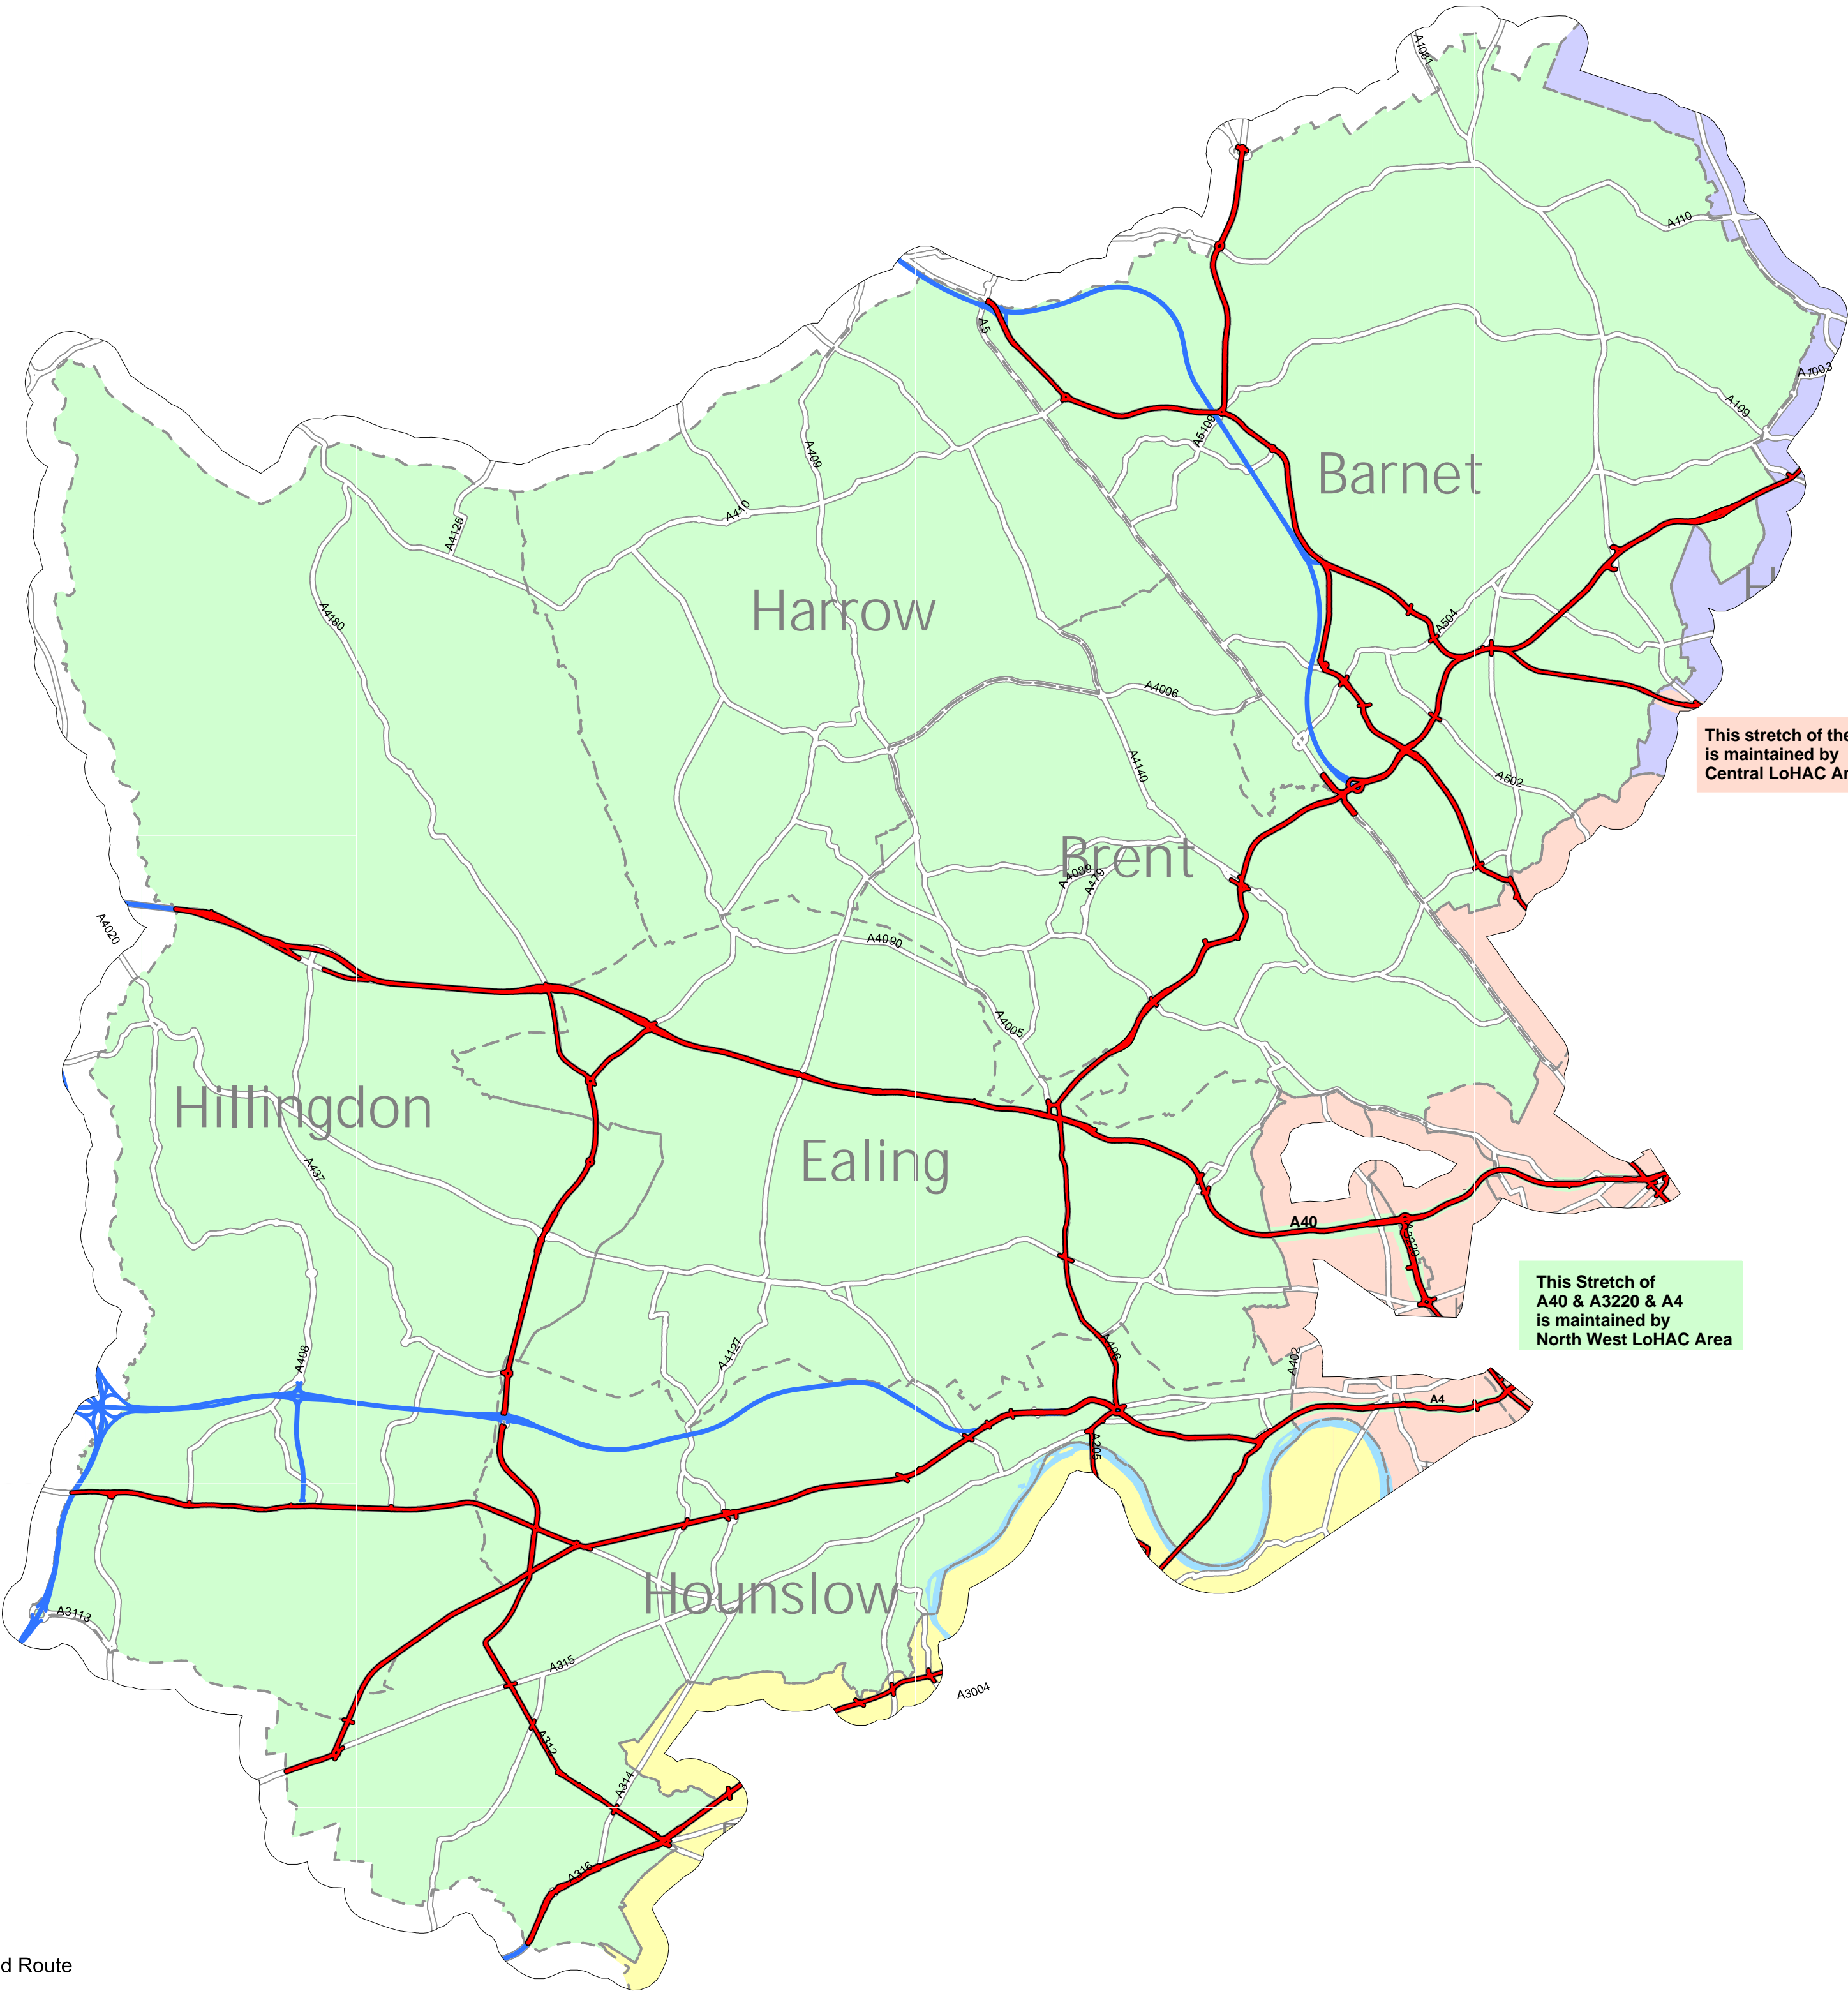 A1081
A110
A5
A1003
A109
A5109
A409
Barnet
A410
A4125
H
Harrow
A4180
A504
A4006
This stretch of the
is maintained by
Central LoHAC Ar
A4140
A502
Brent
A4089
A479
A4020
A4090
A4005
Hillingdon
Ealing
A437
A40
A3220
This Stretch of
A40 & A3220 & A4
is maintained by
North West LoHAC Area
A4127
A406
A402
A408
A4
A205
Hounslow
A3113
A315
A3004
A312
A314
A316
d Route